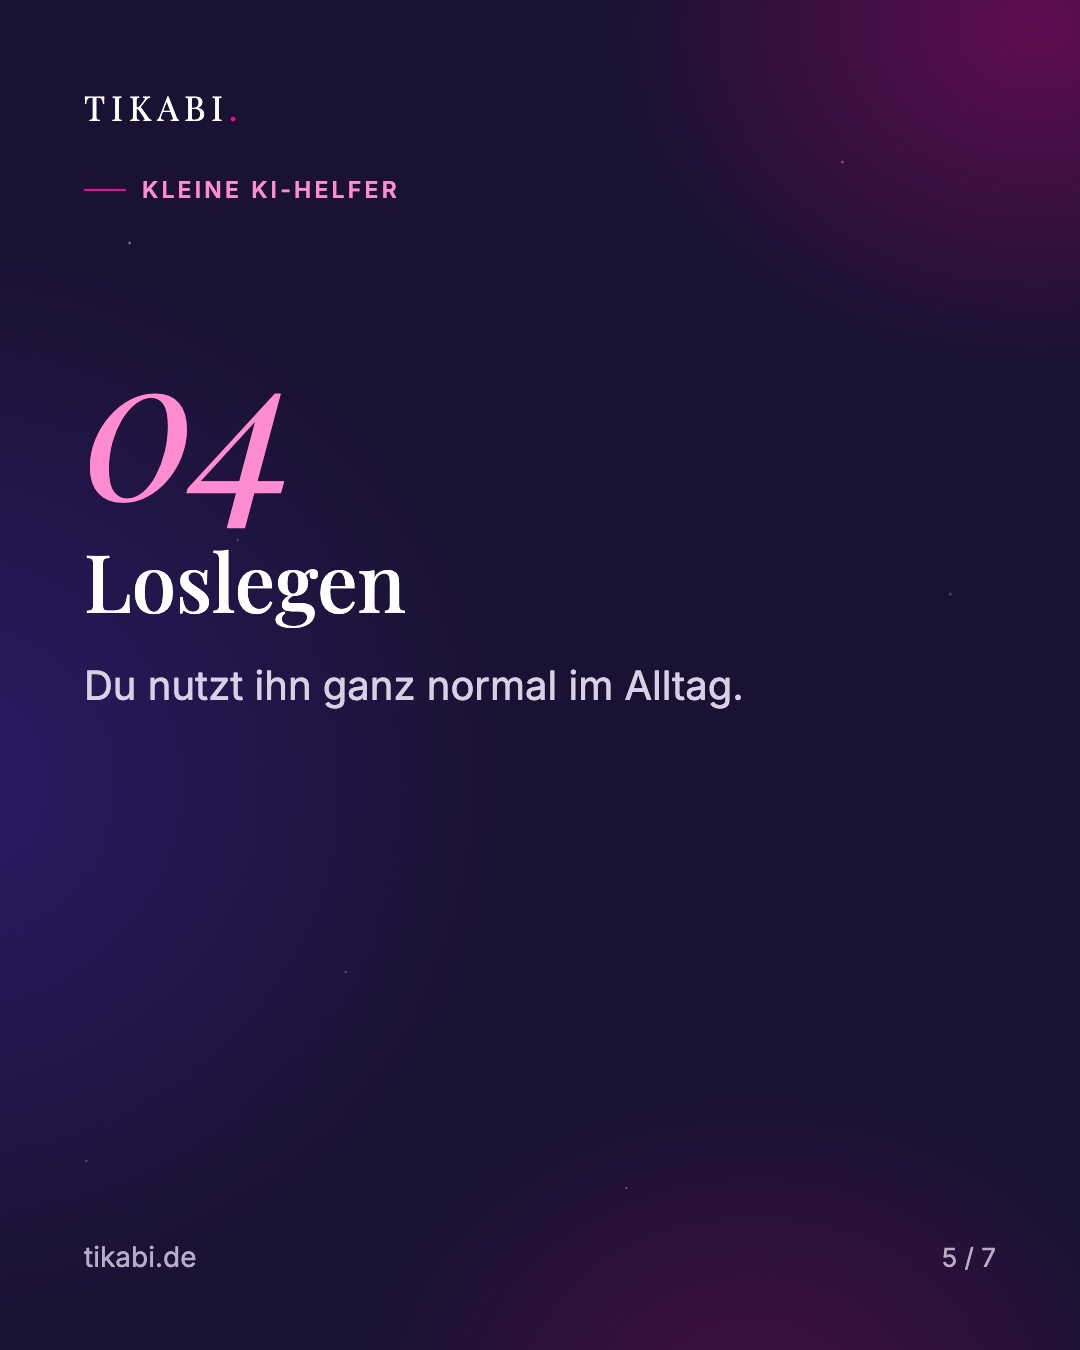 TIKABI.
KLEINE KI-HELFER
04
Loslegen
Du nutzt ihn ganz normal im Alltag.
tikabi.de
5 / 7